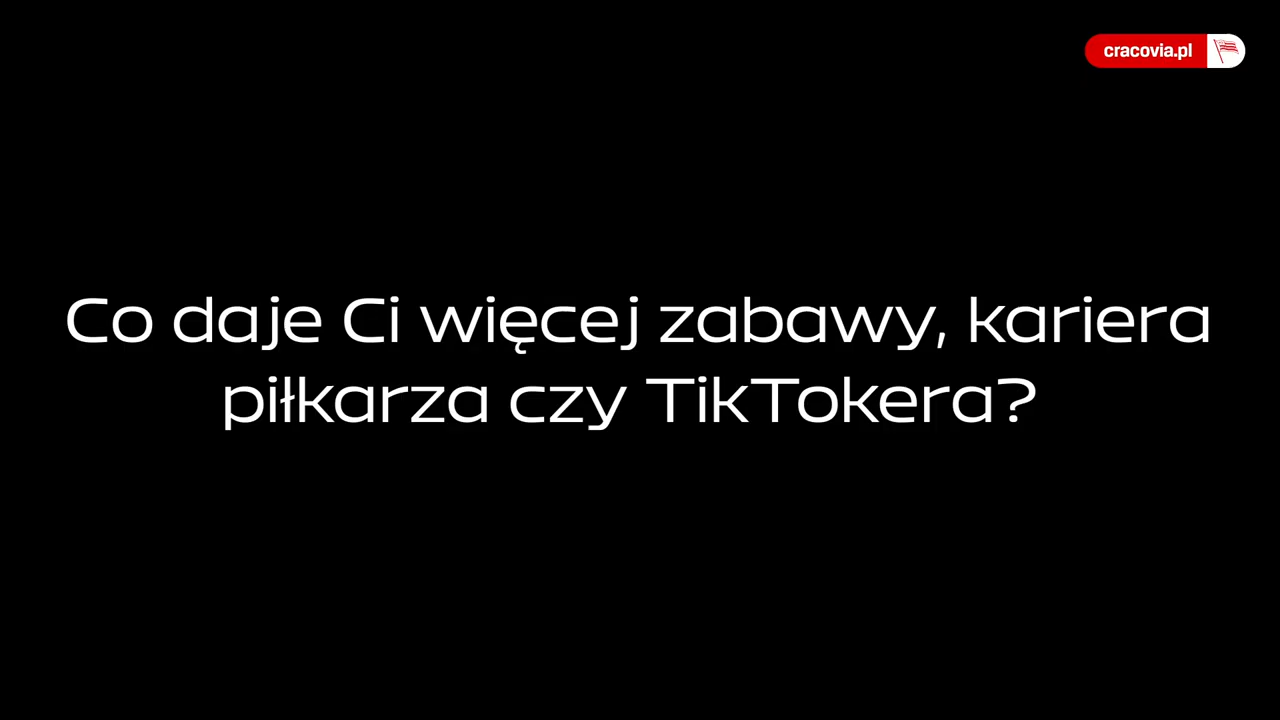 cracovia.pl
Co daje Ci więcej zabawy, kariera
piłkarza czy TikTokera?